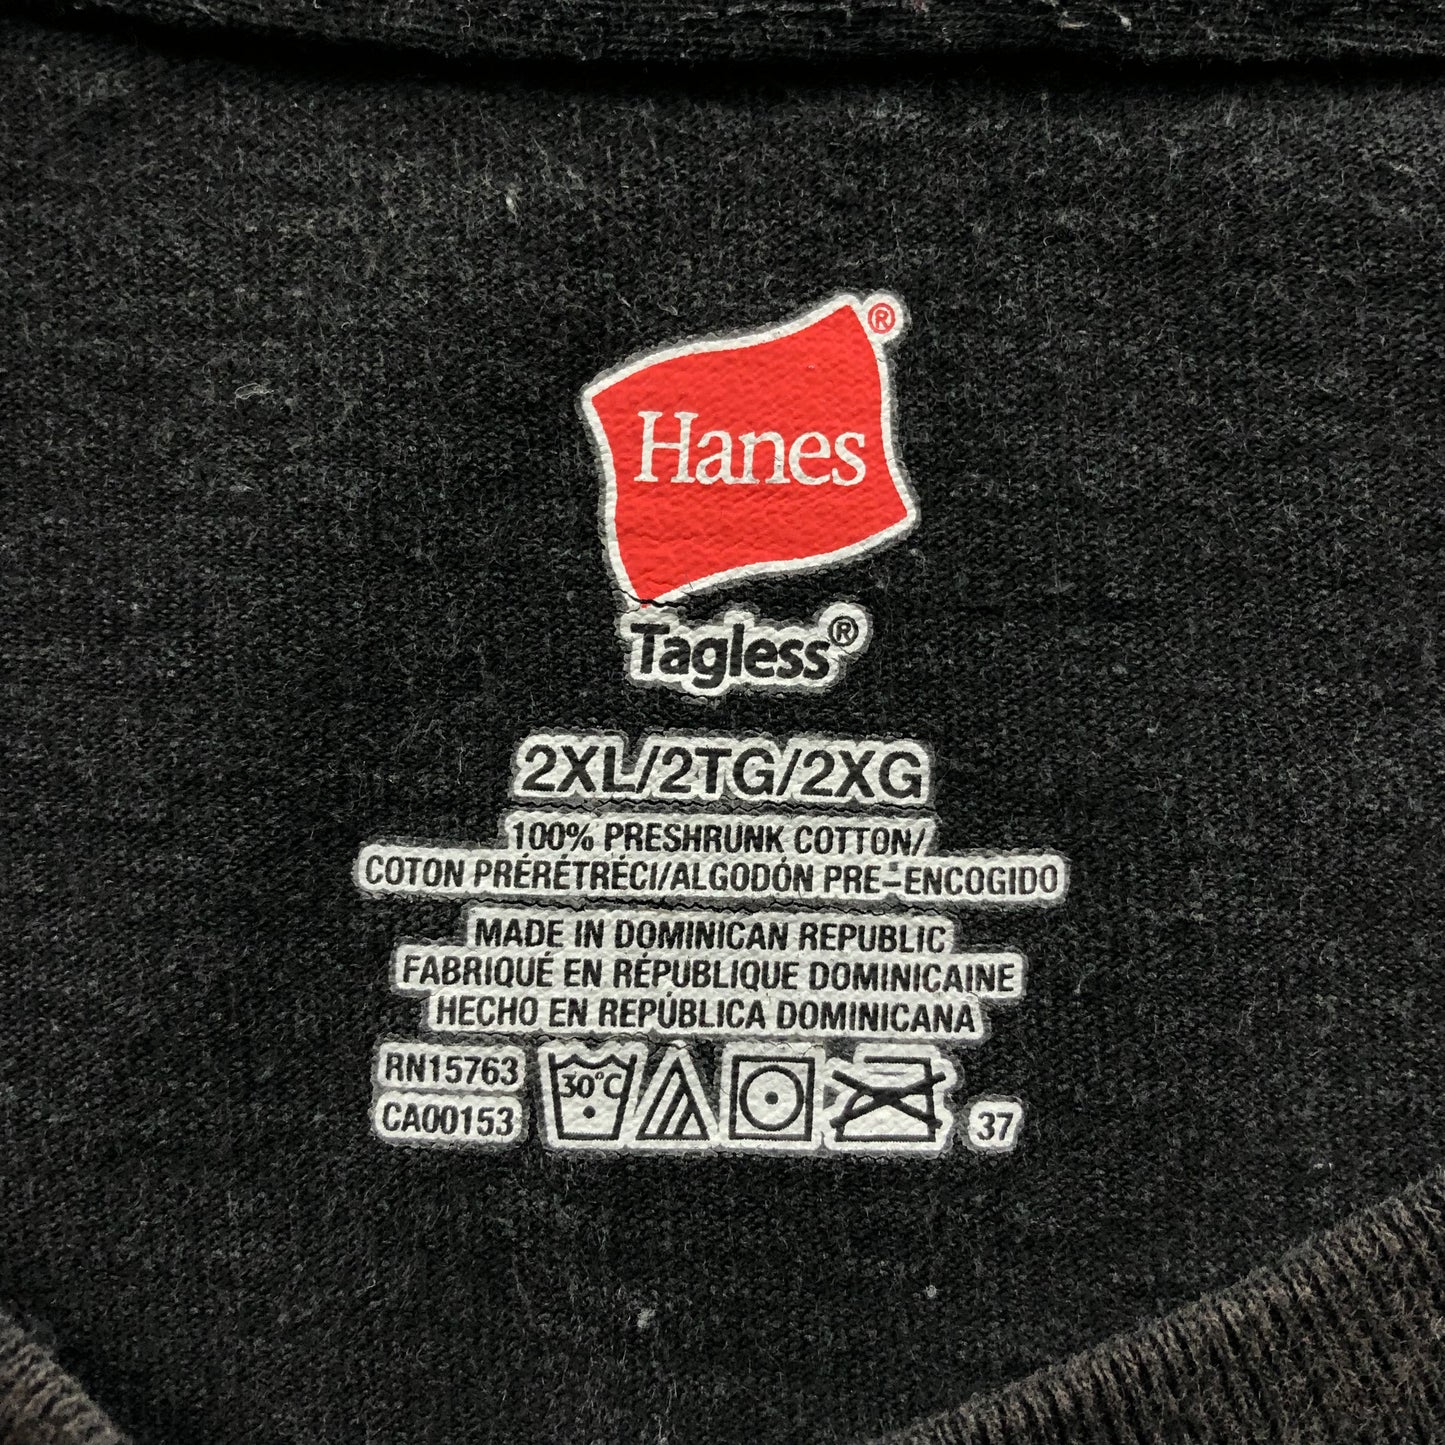 Hanes®
Tagless®
2XL/2TG/2XG
100% PRESHRUNK COTTON/
COTON PRÉRÉTRÉCI/ALGODÓN PRE-ENCOGIDO
MADE IN DOMINICAN REPUBLIC
FABRIQUÉ EN RÉPUBLIQUE DOMINICAINE
HECHO EN REPÚBLICA DOMINICANA
RN15763
CA00153
30°C
37